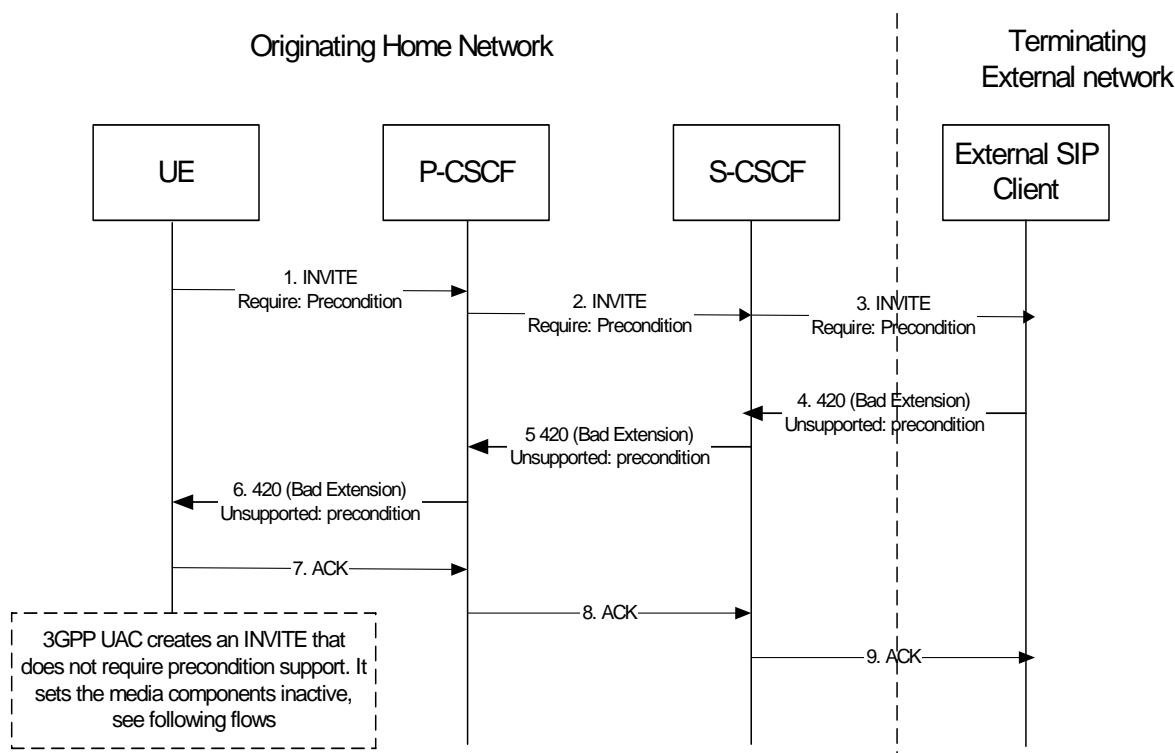 Originating Home Network
Terminating
External network
UE
P-CSCF
S-CSCF
External SIP
Client
1. INVITE
Require: Precondition
2. INVITE
Require: Precondition
3. INVITE
Require: Precondition
4. 420 (Bad Extension)
Unsupported: precondition
5 420 (Bad Extension)
Unsupported: precondition
6. 420 (Bad Extension)
Unsupported: precondition
7. ACK
8. ACK
9. ACK
3GPP UAC creates an INVITE that
does not require precondition support. It
sets the media components inactive,
see following flows